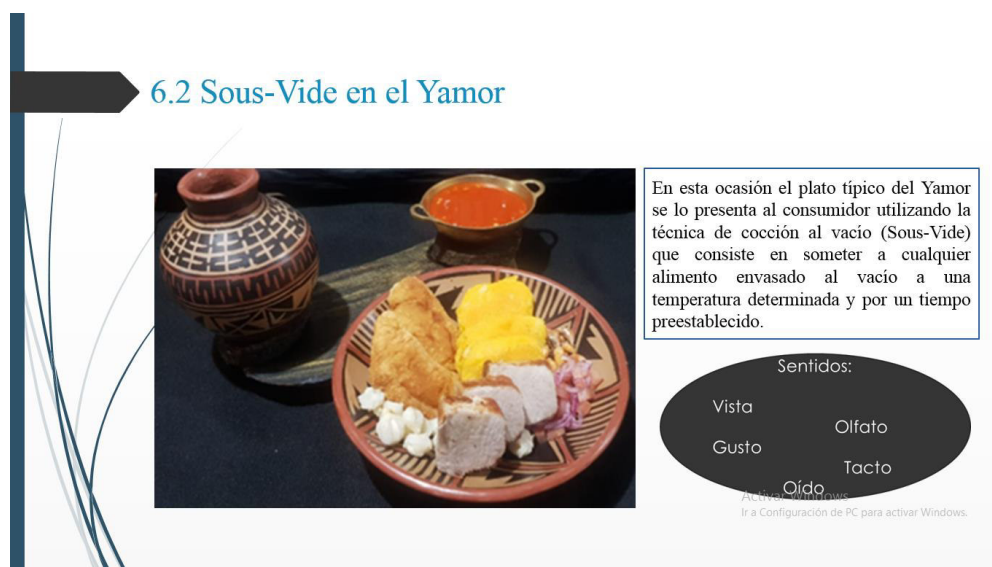 6.2 Sous-Vide en el Yamor
En esta ocasión el plato típico del Yamor
se lo presenta al consumidor utilizando la
técnica de cocción al vacío (Sous-Vide)
que consiste en someter a cualquier
alimento envasado al vacío a una
temperatura determinada y por un tiempo
preestablecido.
Sentidos:
Vista
Olfato
Gusto
Tacto
Oído
Activar Windows
Ir a Configuración de PC para activar Windows.